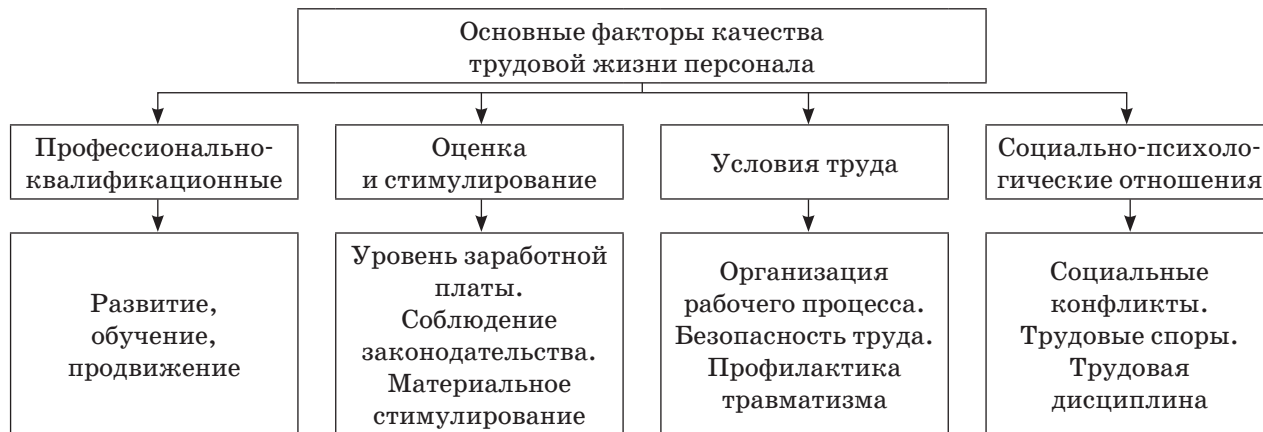 Основные факторы качества
трудовой жизни персонала
Профессионально-
квалификационные
Оценка
и стимулирование
Условия труда
Социально-психоло-
гические отношения
Развитие,
обучение,
продвижение
Уровень заработной
платы.
Соблюдение
законодательства.
Материальное
стимулирование
Организация
рабочего процесса.
Безопасность труда.
Профилактика
травматизма
Социальные
конфликты.
Трудовые споры.
Трудовая
дисциплина